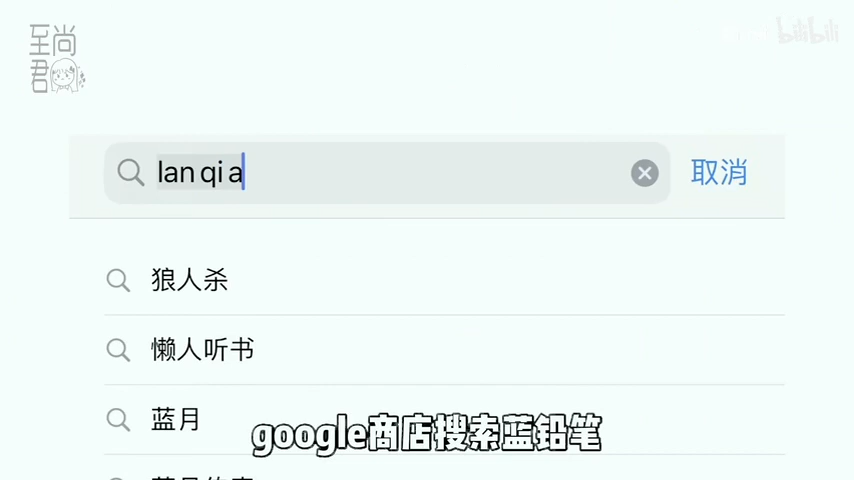 至尚
君
bilibili
lan qi a
取消
狼人杀
懒人听书
蓝月
google商店搜索蓝铅笔